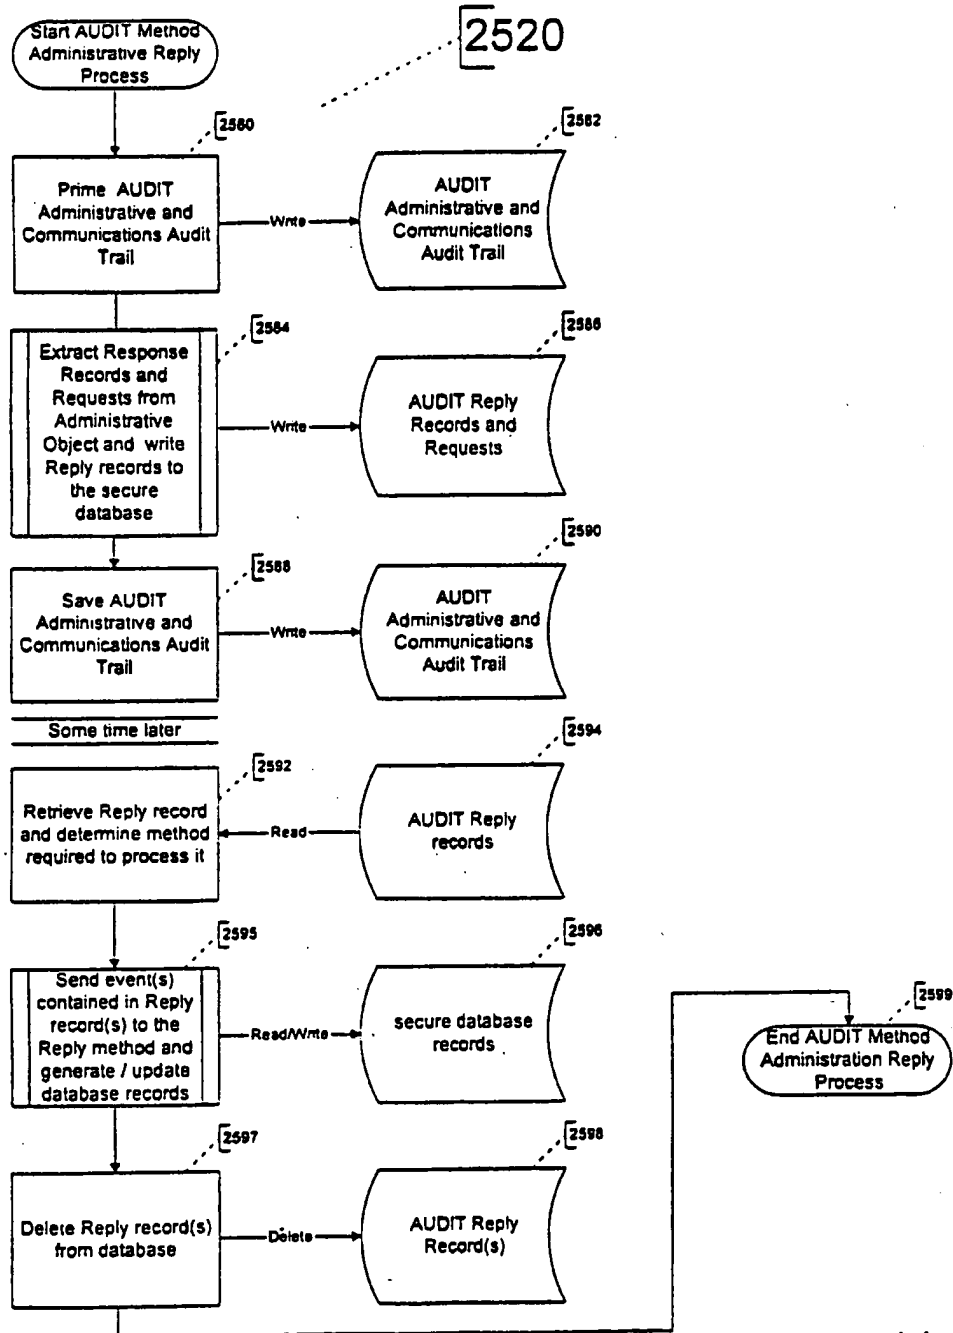 Start AUDIT Method
Administrative Reply
Process
2520
2580
2582
Prime AUDIT
Administrative and
Communications Audit
Trail
Write
AUDIT
Administrative and
Communications
Audit Trail
2584
2586
Extract Response
Records and
Requests from
Administrative
Object and write
Reply records to
the secure
database
Write
AUDIT Reply
Records and
Requests
2588
2590
Save AUDIT
Administrative and
Communications Audit
Trail
Write
AUDIT
Administrative and
Communications
Audit Trail
Some time later
2592
2594
Retrieve Reply record
and determine method
required to process it
Read
AUDIT Reply
records
2595
2596
Send event(s)
contained in Reply
record(s) to the
Reply method and
generate / update
database records
Read/Write
secure database
records
2599
End AUDIT Method
Administration Reply
Process
2597
2598
Delete Reply record(s)
from database
Delete
AUDIT Reply
Record(s)